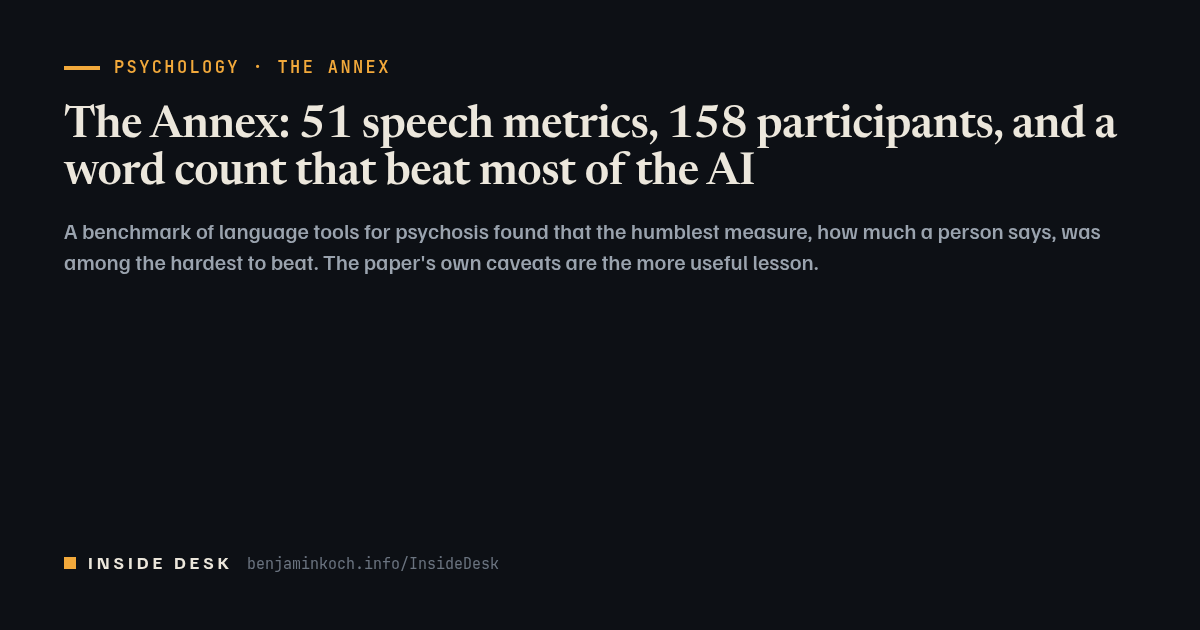 PSYCHOLOGY · THE ANNEX
The Annex: 51 speech metrics, 158 participants, and a
word count that beat most of the AI
A benchmark of language tools for psychosis found that the humblest measure, how much a person says, was
among the hardest to beat. The paper's own caveats are the more useful lesson.
INSIDE DESK benjaminkoch.info/InsideDesk